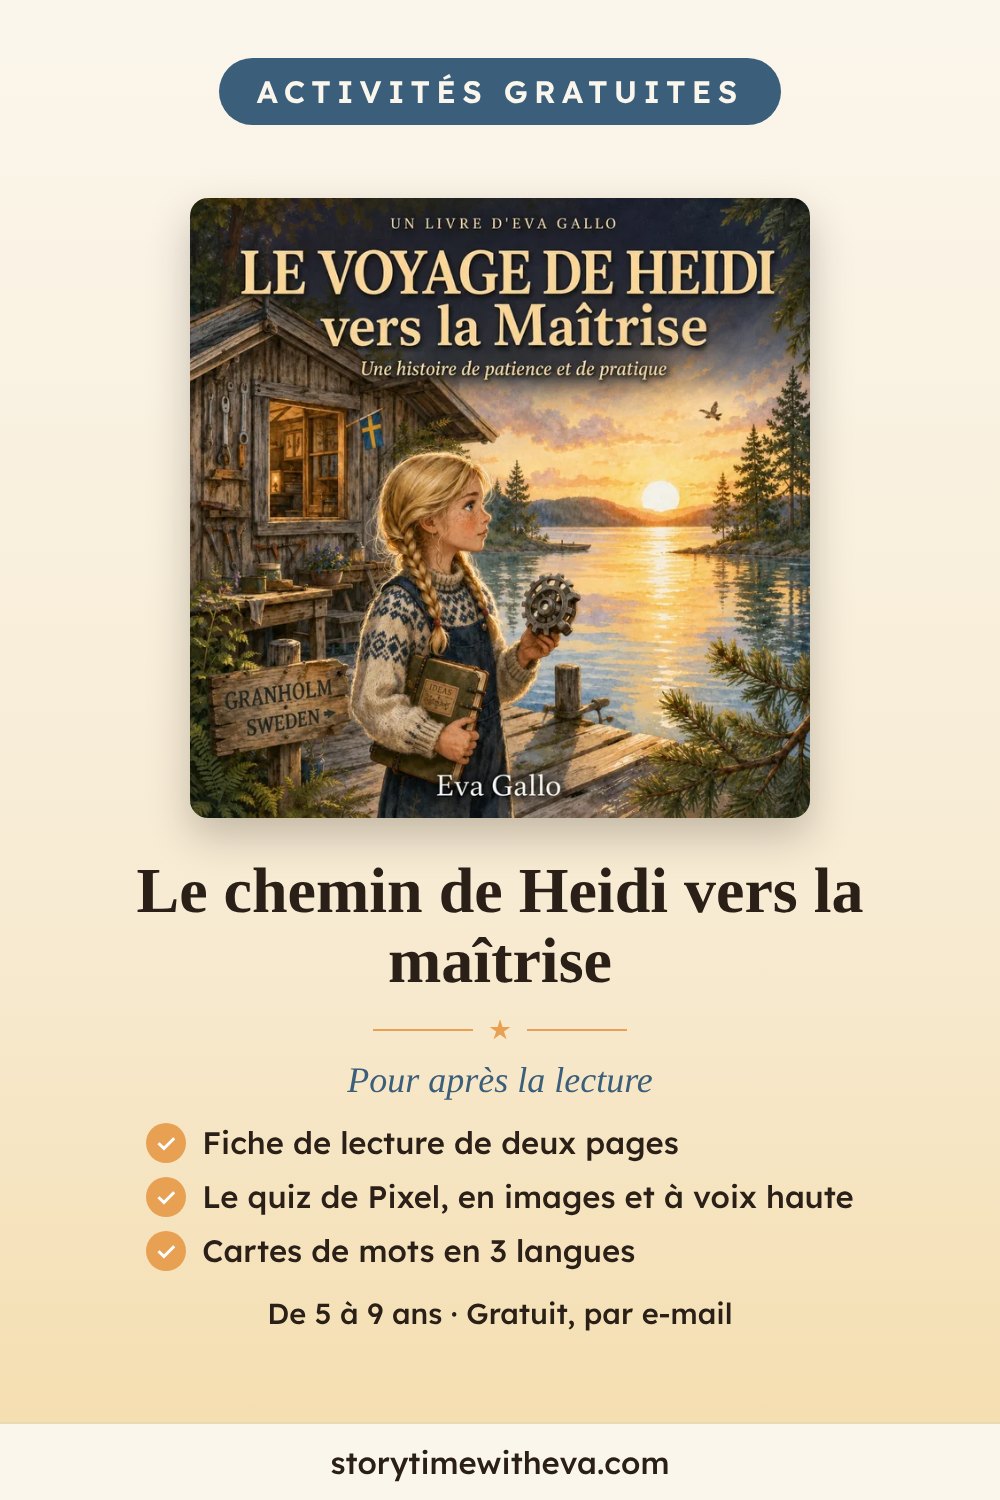 ACTIVITÉS GRATUITES
UN LIVRE D'EVA GALLO
LE VOYAGE DE HEIDI
vers la Maîtrise
Une histoire de patience et de pratique
IDEAS
GRANHOLM
SWEDEN
Eva Gallo
Le chemin de Heidi vers la
maîtrise
Pour après la lecture
Fiche de lecture de deux pages
Le quiz de Pixel, en images et à voix haute
Cartes de mots en 3 langues
De 5 à 9 ans · Gratuit, par e-mail
storytimewitheva.com